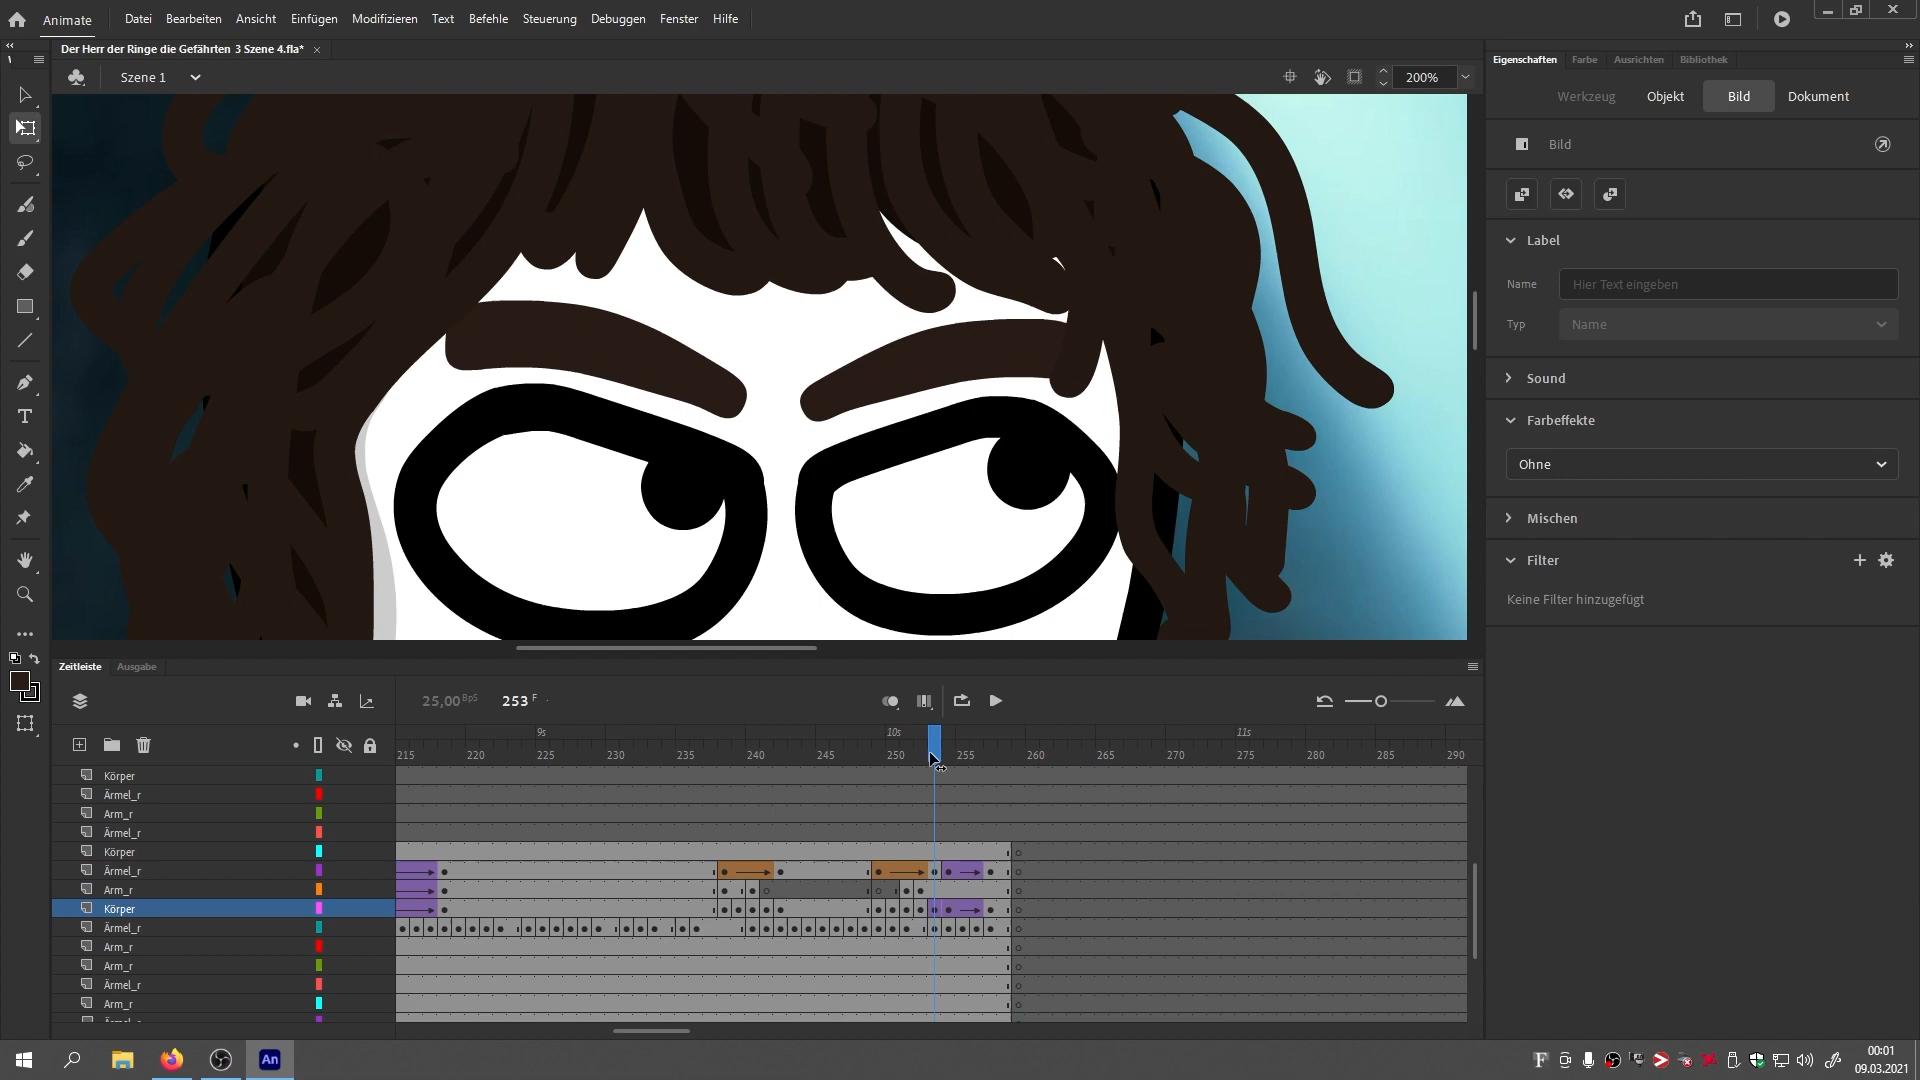 Animate
Datei Bearbeiten Ansicht Einfügen Modifizieren Text Befehle Steuerung Debuggen Fenster Hilfe
Der Herr der Ringe die Gefährten 3 Szene 4.fla* ×
Szene 1
200%
Eigenschaften Farbe Ausrichten Bibliothek
Werkzeug Objekt Bild Dokument
Bild
Label
Name Hier Text eingeben
Typ Name
Sound
Farbeffekte
Ohne
Mischen
Filter
Keine Filter hinzugefügt
Zeitleiste Ausgabe
25,00 BpS 253 F
9s 10s 11s
215 220 225 230 235 240 245 250 255 260 265 270 275 280 285 290
Körper
Ärmel_r
Arm_r
Ärmel_r
Körper
Ärmel_r
Arm_r
Körper
Ärmel_r
Arm_r
Arm_r
Ärmel_r
Arm_r
An
00:01
09.03.2021